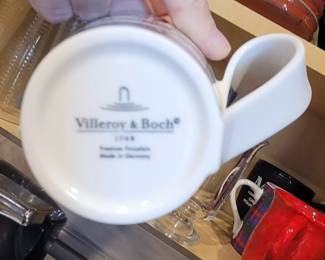 Villeroy & Boch©
1748
Premium Porcelain
Made in Germany